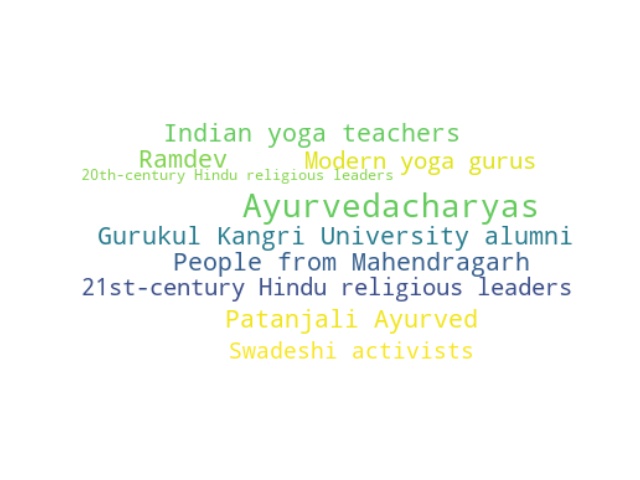 Indian yoga teachers
Ramdev Modern yoga gurus
20th-century Hindu religious leaders
Ayurvedacharyas
Gurukul Kangri University alumni
People from Mahendragarh
21st-century Hindu religious leaders
Patanjali Ayurved
Swadeshi activists